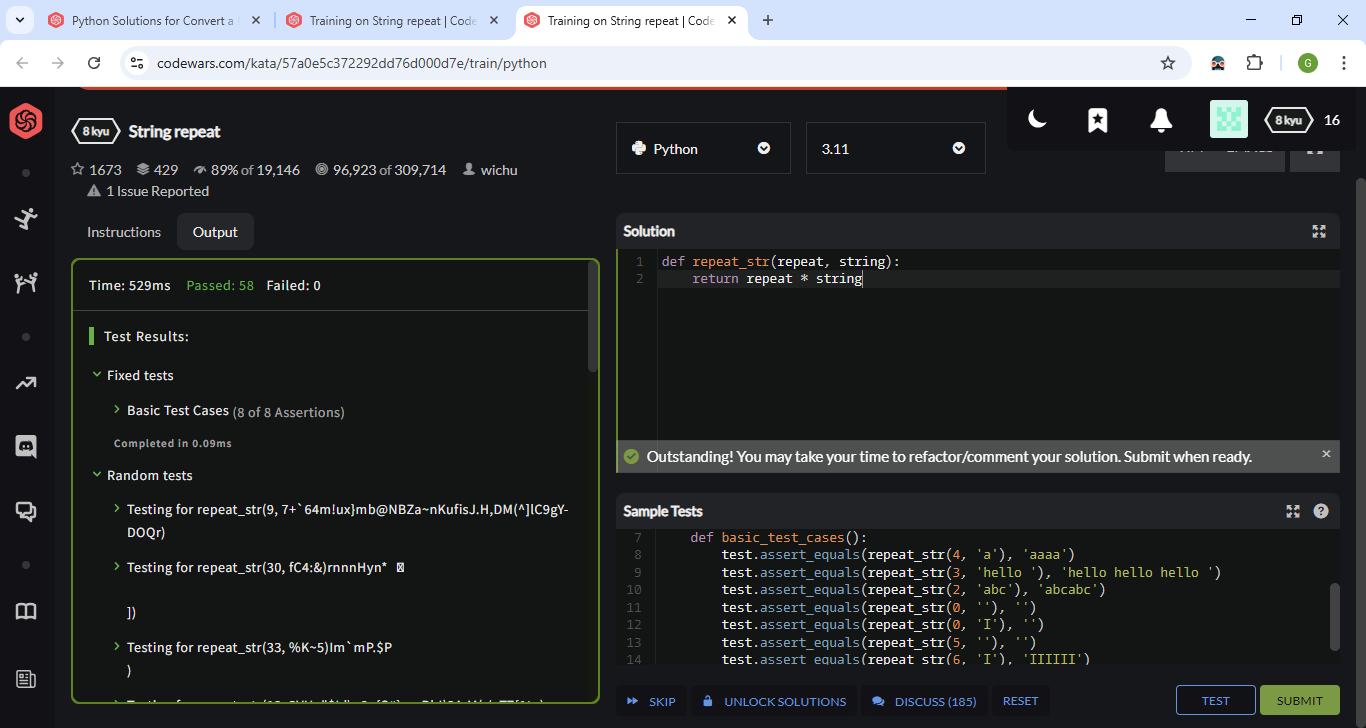 Python Solutions for Convert a
Training on String repeat | Code
Training on String repeat | Code
codewars.com/kata/57a0e5c372292dd76d000d7e/train/python
G
8 kyu
String repeat
1673 429 89% of 19,146 96,923 of 309,714 wichu
1 Issue Reported
Python
3.11
8 kyu 16
Instructions
Output
Time: 529ms Passed: 58 Failed: 0
Test Results:
Fixed tests
Basic Test Cases (8 of 8 Assertions)
Completed in 0.09ms
Random tests
Testing for repeat_str(9, 7+`64m!ux}mb@NBZa~nKufisJ.H,DM(^]lC9gY-
DOQr)
Testing for repeat_str(30, fC4:&)rnnnHyn*
])
Testing for repeat_str(33, %K~5)Im`mP.$P
)
Solution
1 def repeat_str(repeat, string):
2 return repeat * string
Outstanding! You may take your time to refactor/comment your solution. Submit when ready.
Sample Tests
7 def basic_test_cases():
8 test.assert_equals(repeat_str(4, 'a'), 'aaaa')
9 test.assert_equals(repeat_str(3, 'hello '), 'hello hello hello ')
10 test.assert_equals(repeat_str(2, 'abc'), 'abcabc')
11 test.assert_equals(repeat_str(0, ''), '')
12 test.assert_equals(repeat_str(0, 'I'), '')
13 test.assert_equals(repeat_str(5, ''), '')
14 test.assert_equals(repeat_str(6, 'I'), 'IIIIII')
SKIP
UNLOCK SOLUTIONS
DISCUSS (185)
RESET
TEST
SUBMIT